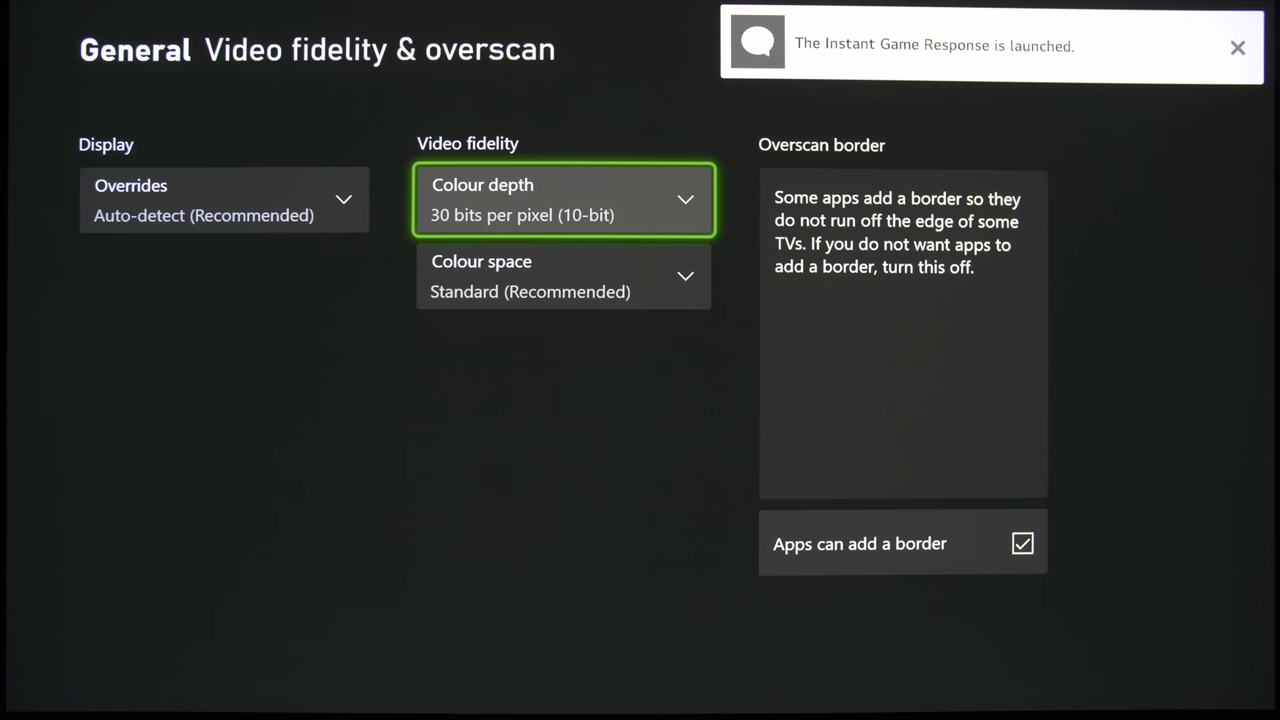 General Video fidelity & overscan
The Instant Game Response is launched.
Display
Overrides
Auto-detect (Recommended)
Video fidelity
Colour depth
30 bits per pixel (10-bit)
Colour space
Standard (Recommended)
Overscan border
Some apps add a border so they
do not run off the edge of some
TVs. If you do not want apps to
add a border, turn this off.
Apps can add a border